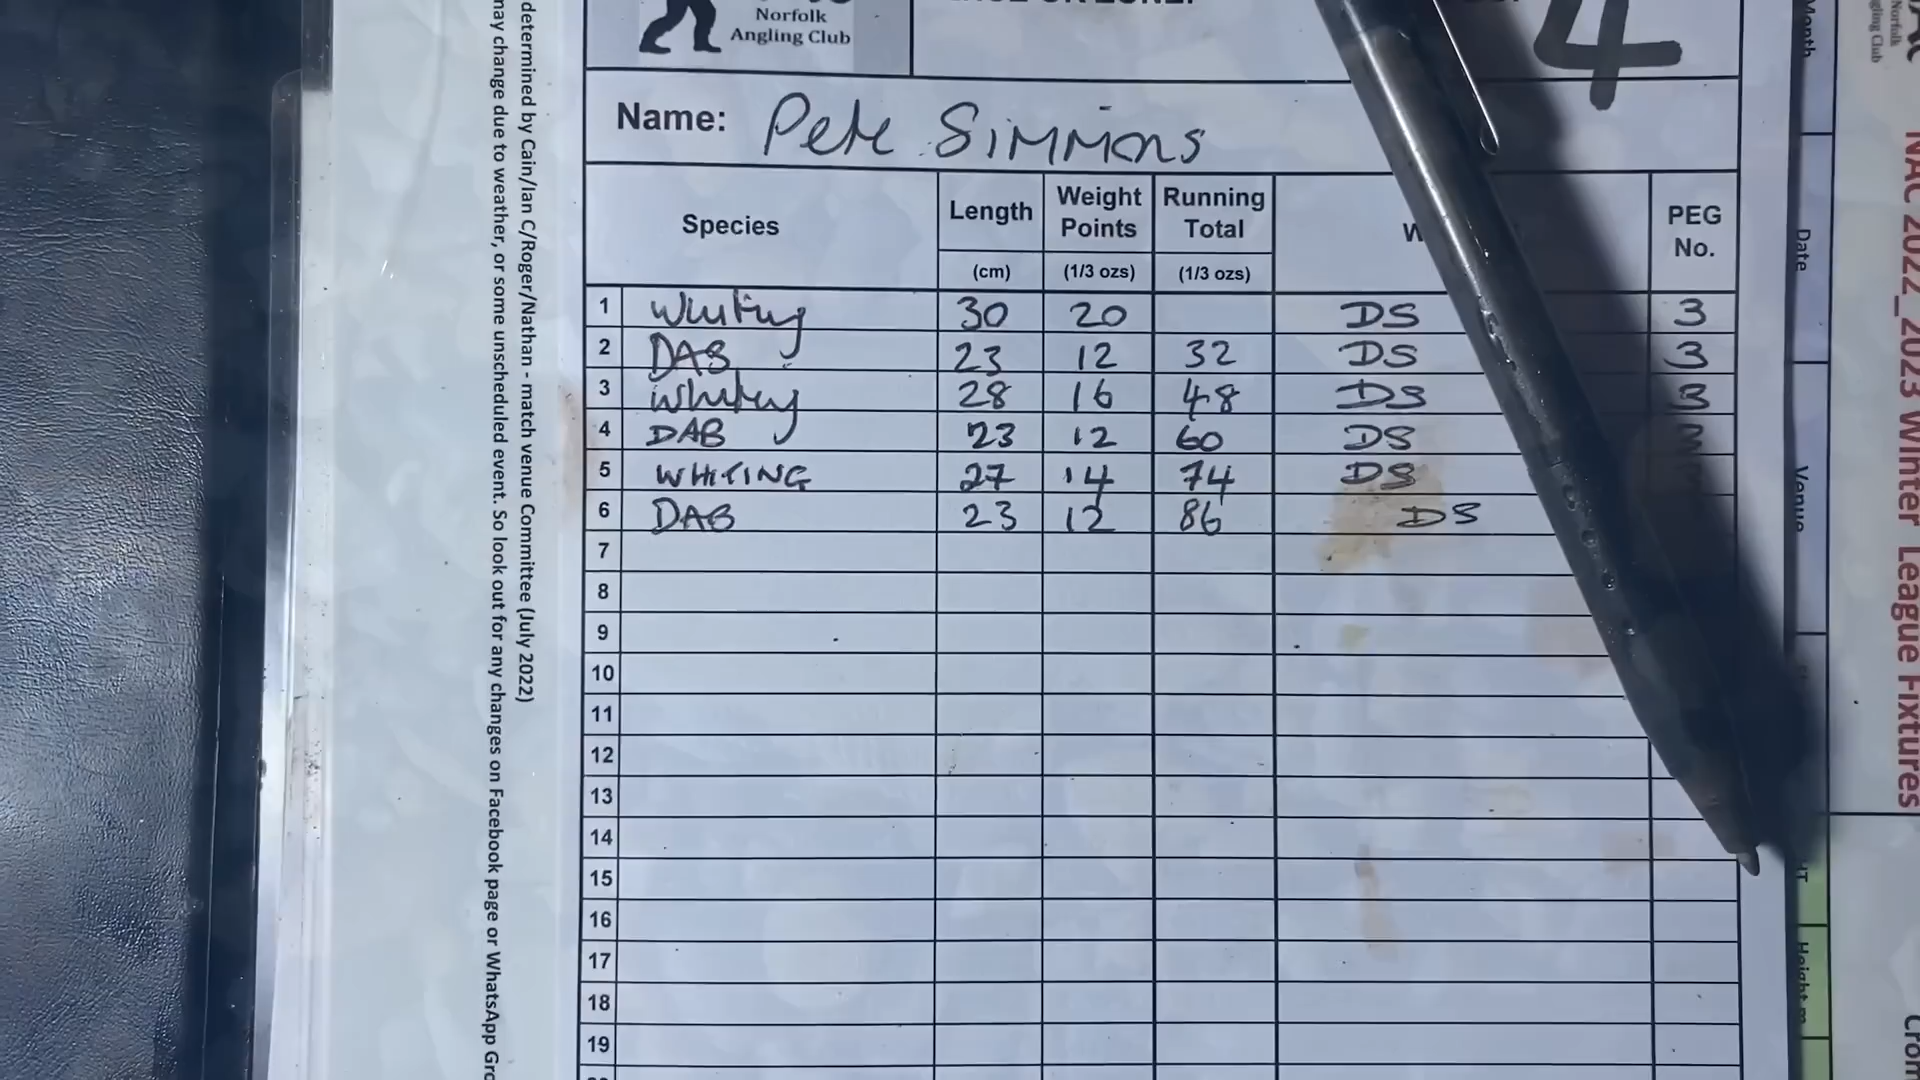 Norfolk
Angling Club
4
Name: Pete Simmons
Species Length Weight Points Running Total W PEG No.
(cm) (1/3 ozs) (1/3 ozs)
1 Whiting 30 20 DS 3
2 DAB 23 12 32 DS 3
3 Whiting 28 16 48 DS 3
4 DAB 23 12 60 DS
5 WHITING 27 14 74 DS
6 DAB 23 12 86 DS
7
8
9
10
11
12
13
14
15
16
17
18
19
determined by Cain/Ian C/Roger/Nathan - match venue Committee (July 2022)
may change due to weather, or some unscheduled event. So look out for any changes on Facebook page or WhatsApp
Month
Date
Venue
Height
NAC 2022_2023 Winter League Fixtures
Norfolk